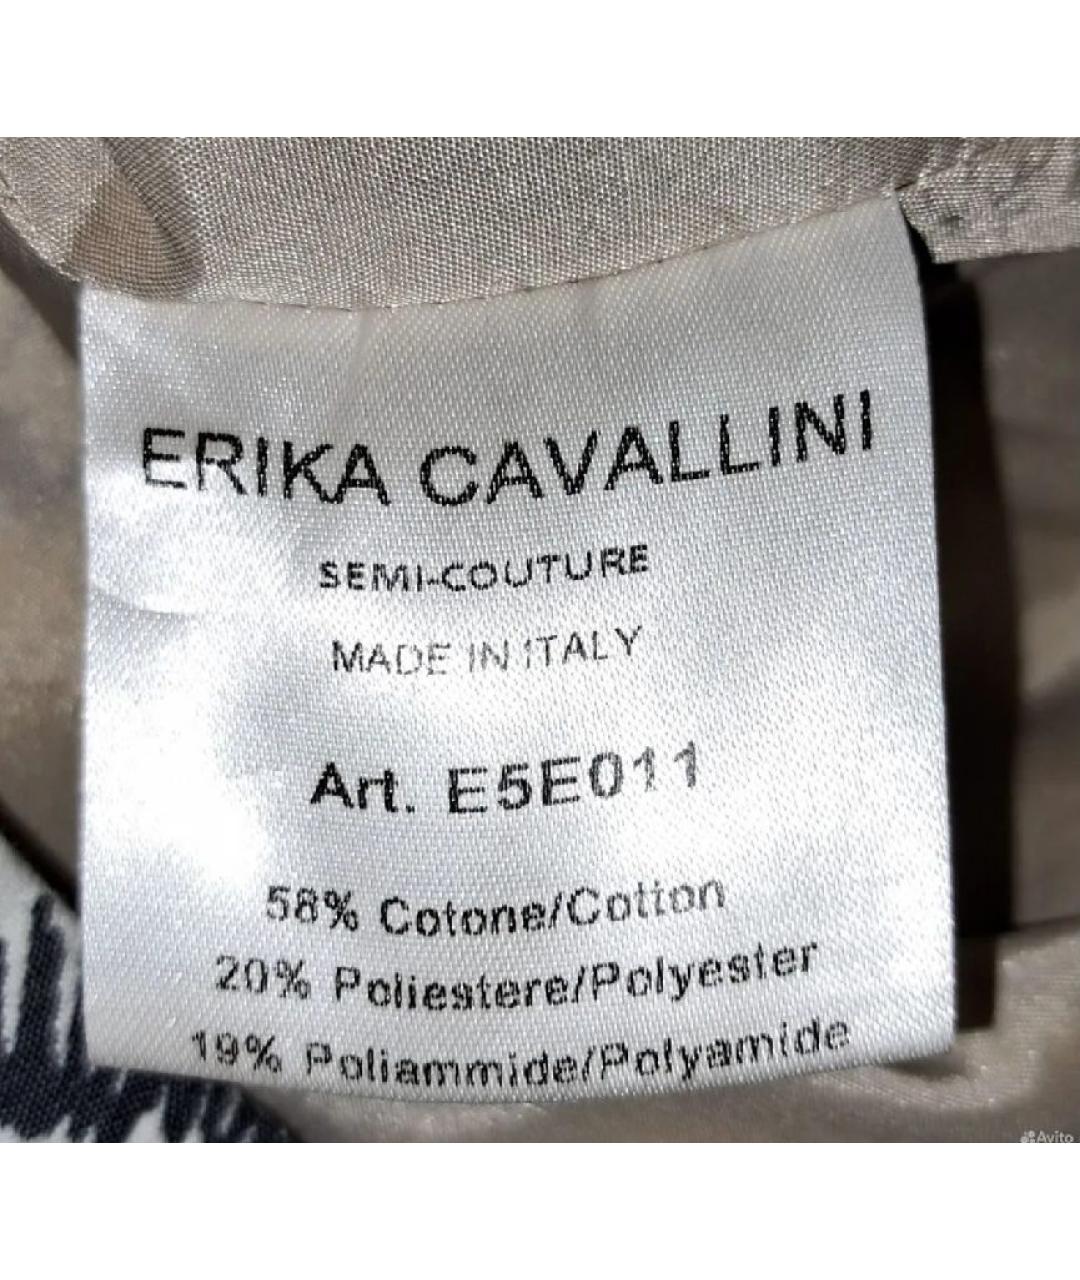 ERIKA CAVALLINI
SEMI-COUTURE
MADE IN ITALY
Art. E5E011
58% Cotone/Cotton
20% Poliestere/Polyester
19% Poliammide/Polyamide
Avito